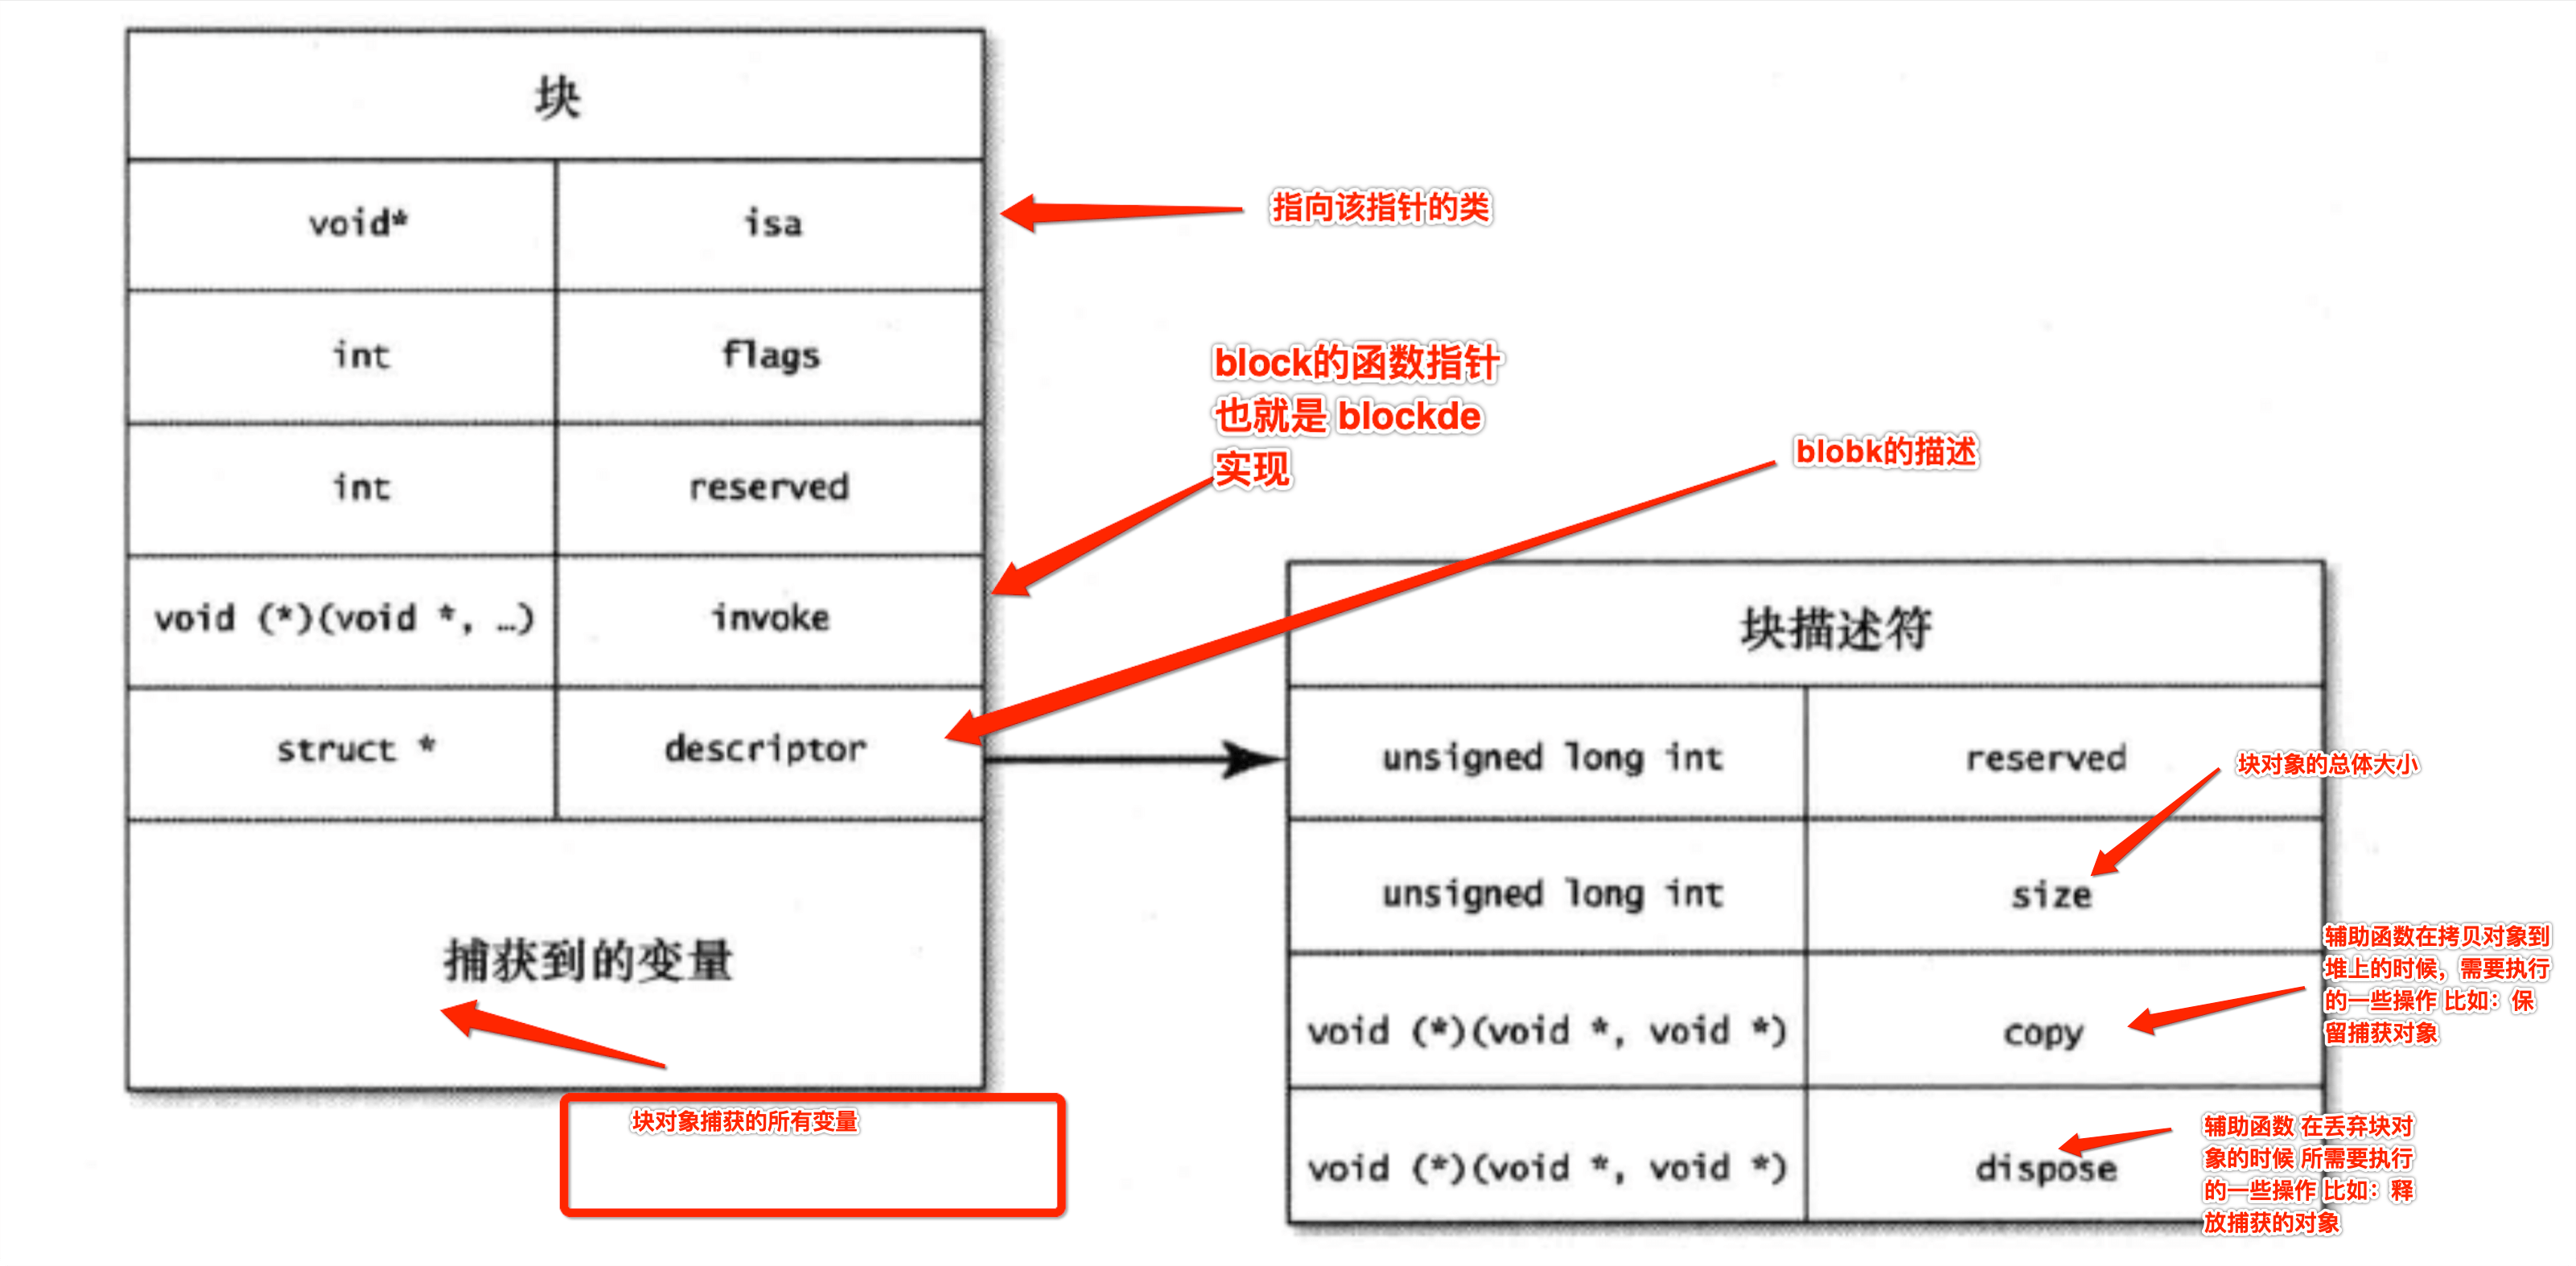 块
void* isa
指向该指针的类
int flags
block的函数指针
也就是 blockde
实现
int reserved
blobk的描述
void (*)(void *, …) invoke
struct * descriptor
捕获到的变量
块对象捕获的所有变量
块描述符
unsigned long int reserved
块对象的总体大小
unsigned long int size
辅助函数在拷贝对象到
堆上的时候，需要执行
的一些操作 比如：保
留捕获对象
void (*)(void *, void *) copy
辅助函数 在丢弃块对
象的时候 所需要执行
的一些操作 比如：释
放捕获的对象
void (*)(void *, void *) dispose